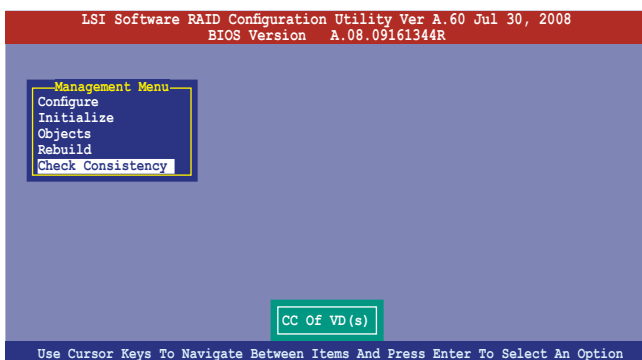 LSI Software RAID Configuration Utility Ver A.60 Jul 30, 2008
BIOS Version A.08.09161344R
Management Menu
Configure
Initialize
Objects
Rebuild
Check Consistency
CC Of VD(s)
Use Cursor Keys To Navigate Between Items And Press Enter To Select An Option